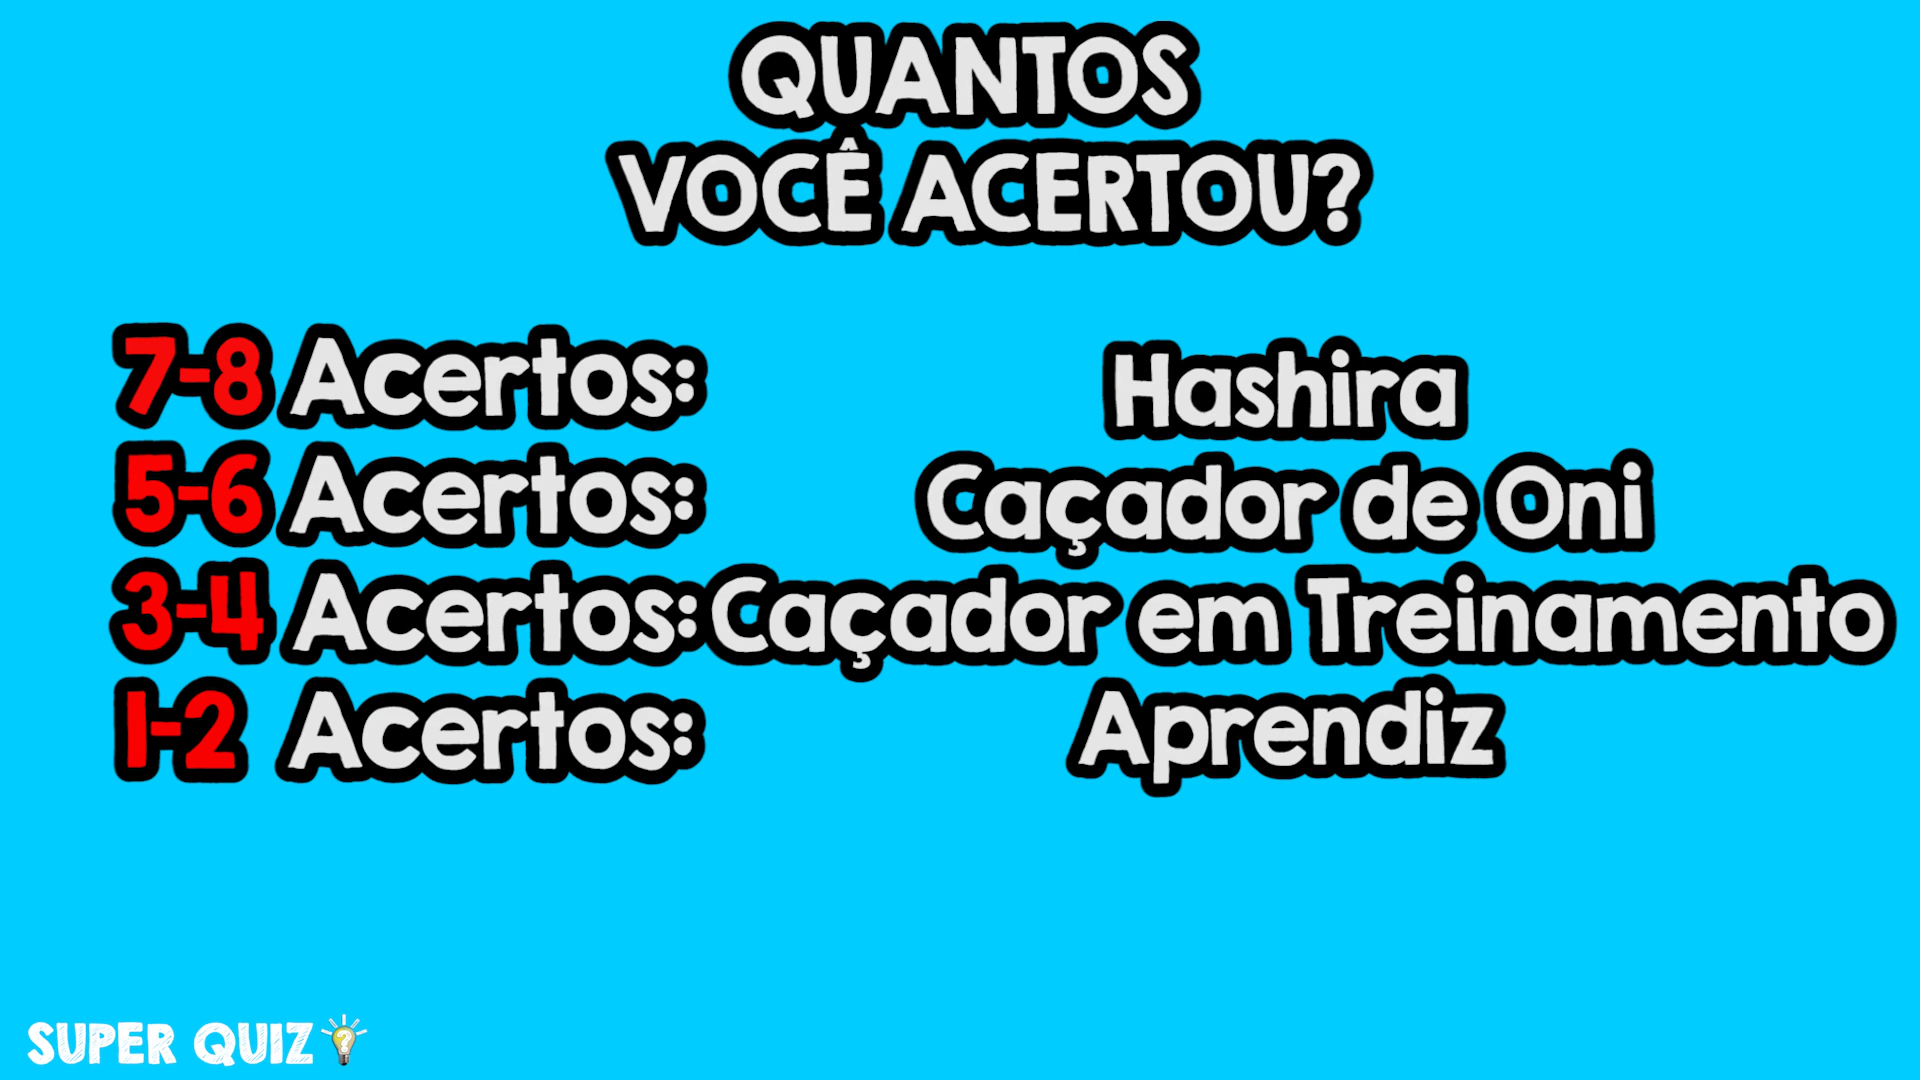 QUANTOS
VOCÊ ACERTOU?
7-8 Acertos: Hashira
5-6 Acertos: Caçador de Oni
3-4 Acertos: Caçador em Treinamento
1-2 Acertos: Aprendiz
SUPER QUIZ